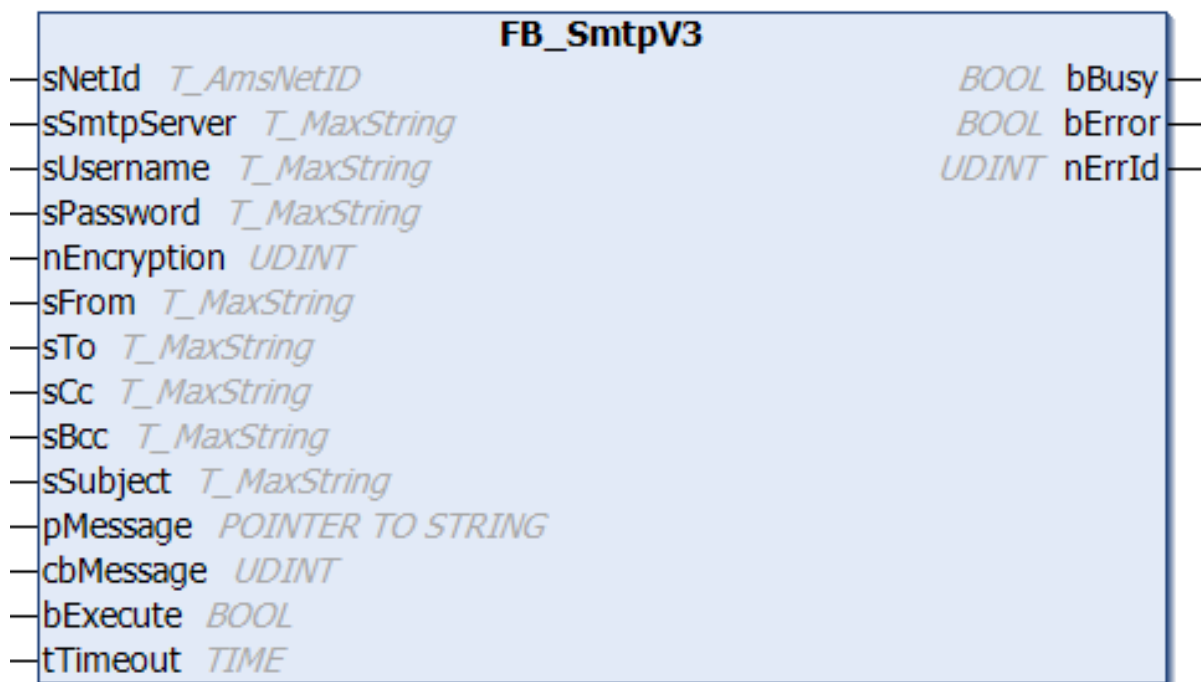 FB_SmtpV3
sNetId T_AmsNetID BOOL bBusy
sSmtpServer T_MaxString BOOL bError
sUsername T_MaxString UDINT nErrId
sPassword T_MaxString
nEncryption UDINT
sFrom T_MaxString
sTo T_MaxString
sCc T_MaxString
sBcc T_MaxString
sSubject T_MaxString
pMessage POINTER TO STRING
cbMessage UDINT
bExecute BOOL
tTimeout TIME